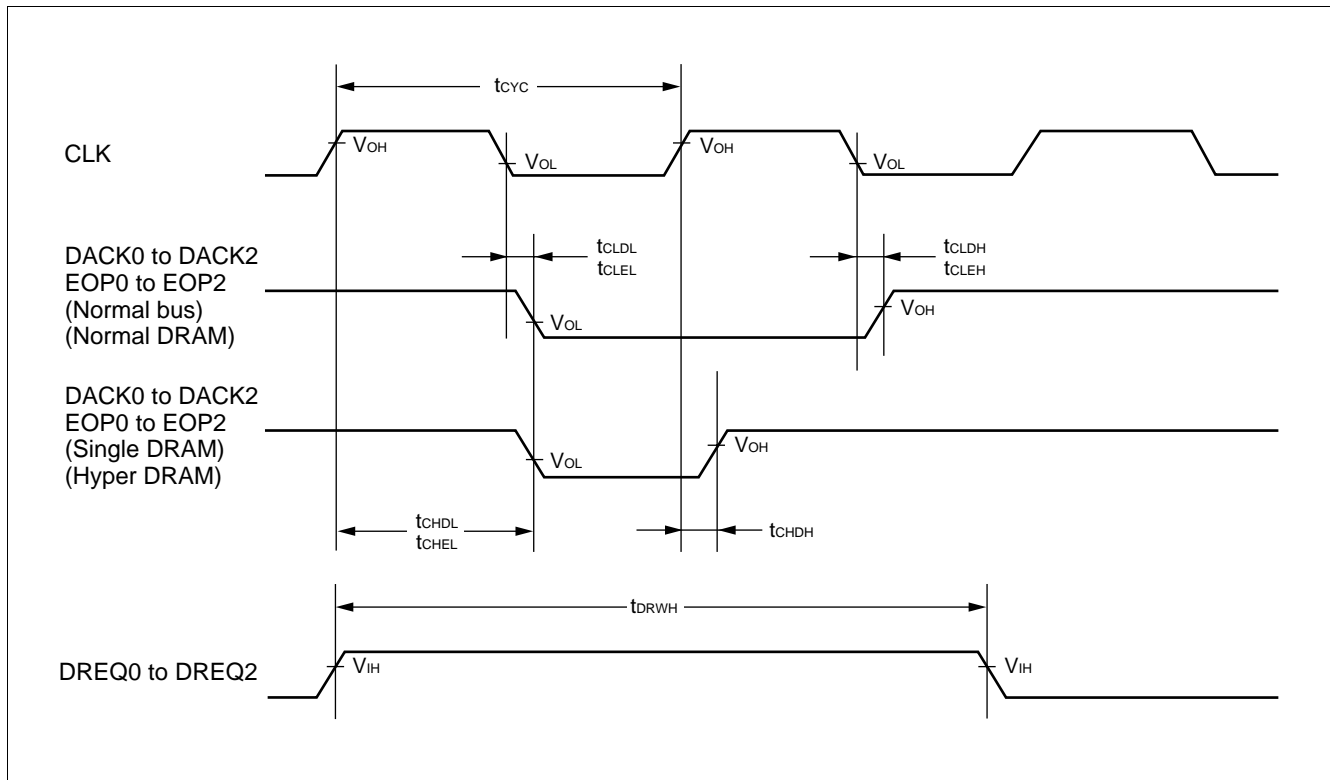 tCYC
CLK
VOH
VOL
VOH
VOL
DACK0 to DACK2
EOP0 to EOP2
(Normal bus)
(Normal DRAM)
tCLDL
tCLEL
tCLDH
tCLEH
VOL
VOH
DACK0 to DACK2
EOP0 to EOP2
(Single DRAM)
(Hyper DRAM)
VOL
VOH
tCHDL
tCHEL
tCHDH
tDRWH
DREQ0 to DREQ2
VIH
VIH